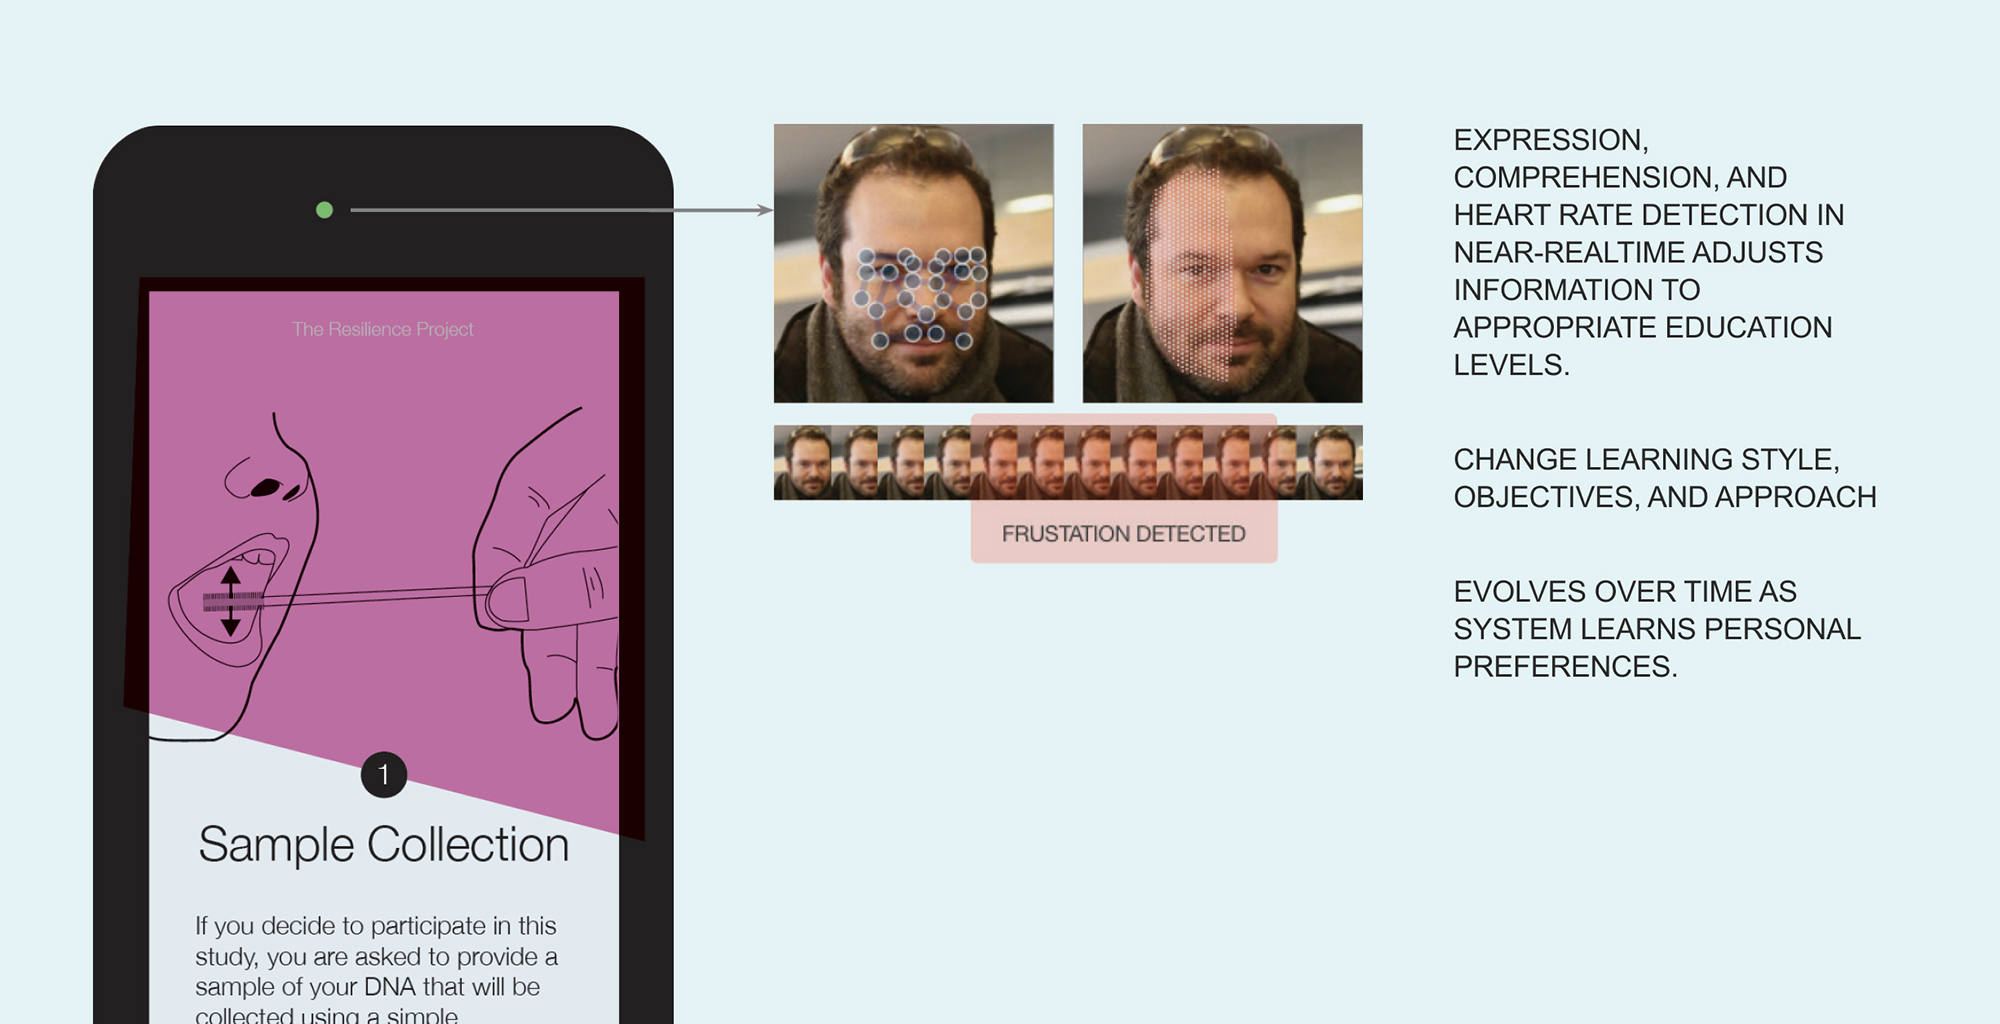 The Resilience Project
1
Sample Collection
If you decide to participate in this
study, you are asked to provide a
sample of your DNA that will be
collected using a simple
FRUSTATION DETECTED
EXPRESSION,
COMPREHENSION, AND
HEART RATE DETECTION IN
NEAR-REALTIME ADJUSTS
INFORMATION TO
APPROPRIATE EDUCATION
LEVELS.
CHANGE LEARNING STYLE,
OBJECTIVES, AND APPROACH
EVOLVES OVER TIME AS
SYSTEM LEARNS PERSONAL
PREFERENCES.